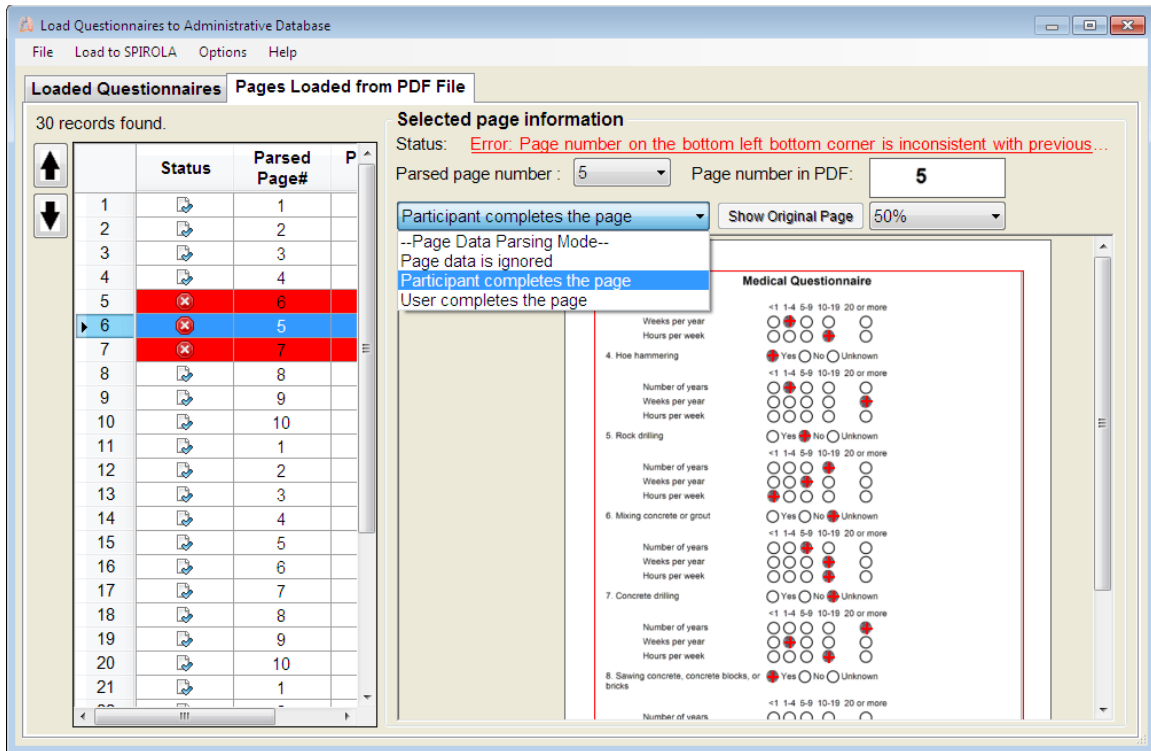 Load Questionnaires to Administrative Database
File Load to SPIROLA Options Help
Loaded Questionnaires Pages Loaded from PDF File
30 records found.
Status Parsed Page# P
1 1
2 2
3 3
4 4
5 6
6 5
7 7
8 8
9 9
10 10
11 1
12 2
13 3
14 4
15 5
16 6
17 7
18 8
19 9
20 10
21 1
Selected page information
Status: Error: Page number on the bottom left bottom corner is inconsistent with previous...
Parsed page number : 5 Page number in PDF: 5
Participant completes the page Show Original Page 50%
--Page Data Parsing Mode--
Page data is ignored
Participant completes the page
User completes the page
Medical Questionnaire
<1 1-4 5-9 10-19 20 or more
Weeks per year
Hours per week
4. Hoe hammering Yes No Unknown
<1 1-4 5-9 10-19 20 or more
Number of years
Weeks per year
Hours per week
5. Rock drilling Yes No Unknown
<1 1-4 5-9 10-19 20 or more
Number of years
Weeks per year
Hours per week
6. Mixing concrete or grout Yes No Unknown
<1 1-4 5-9 10-19 20 or more
Number of years
Weeks per year
Hours per week
7. Concrete drilling Yes No Unknown
<1 1-4 5-9 10-19 20 or more
Number of years
Weeks per year
Hours per week
8. Sawing concrete, concrete blocks, or Yes No Unknown
bricks
<1 1-4 5-9 10-19 20 or more
Number of years